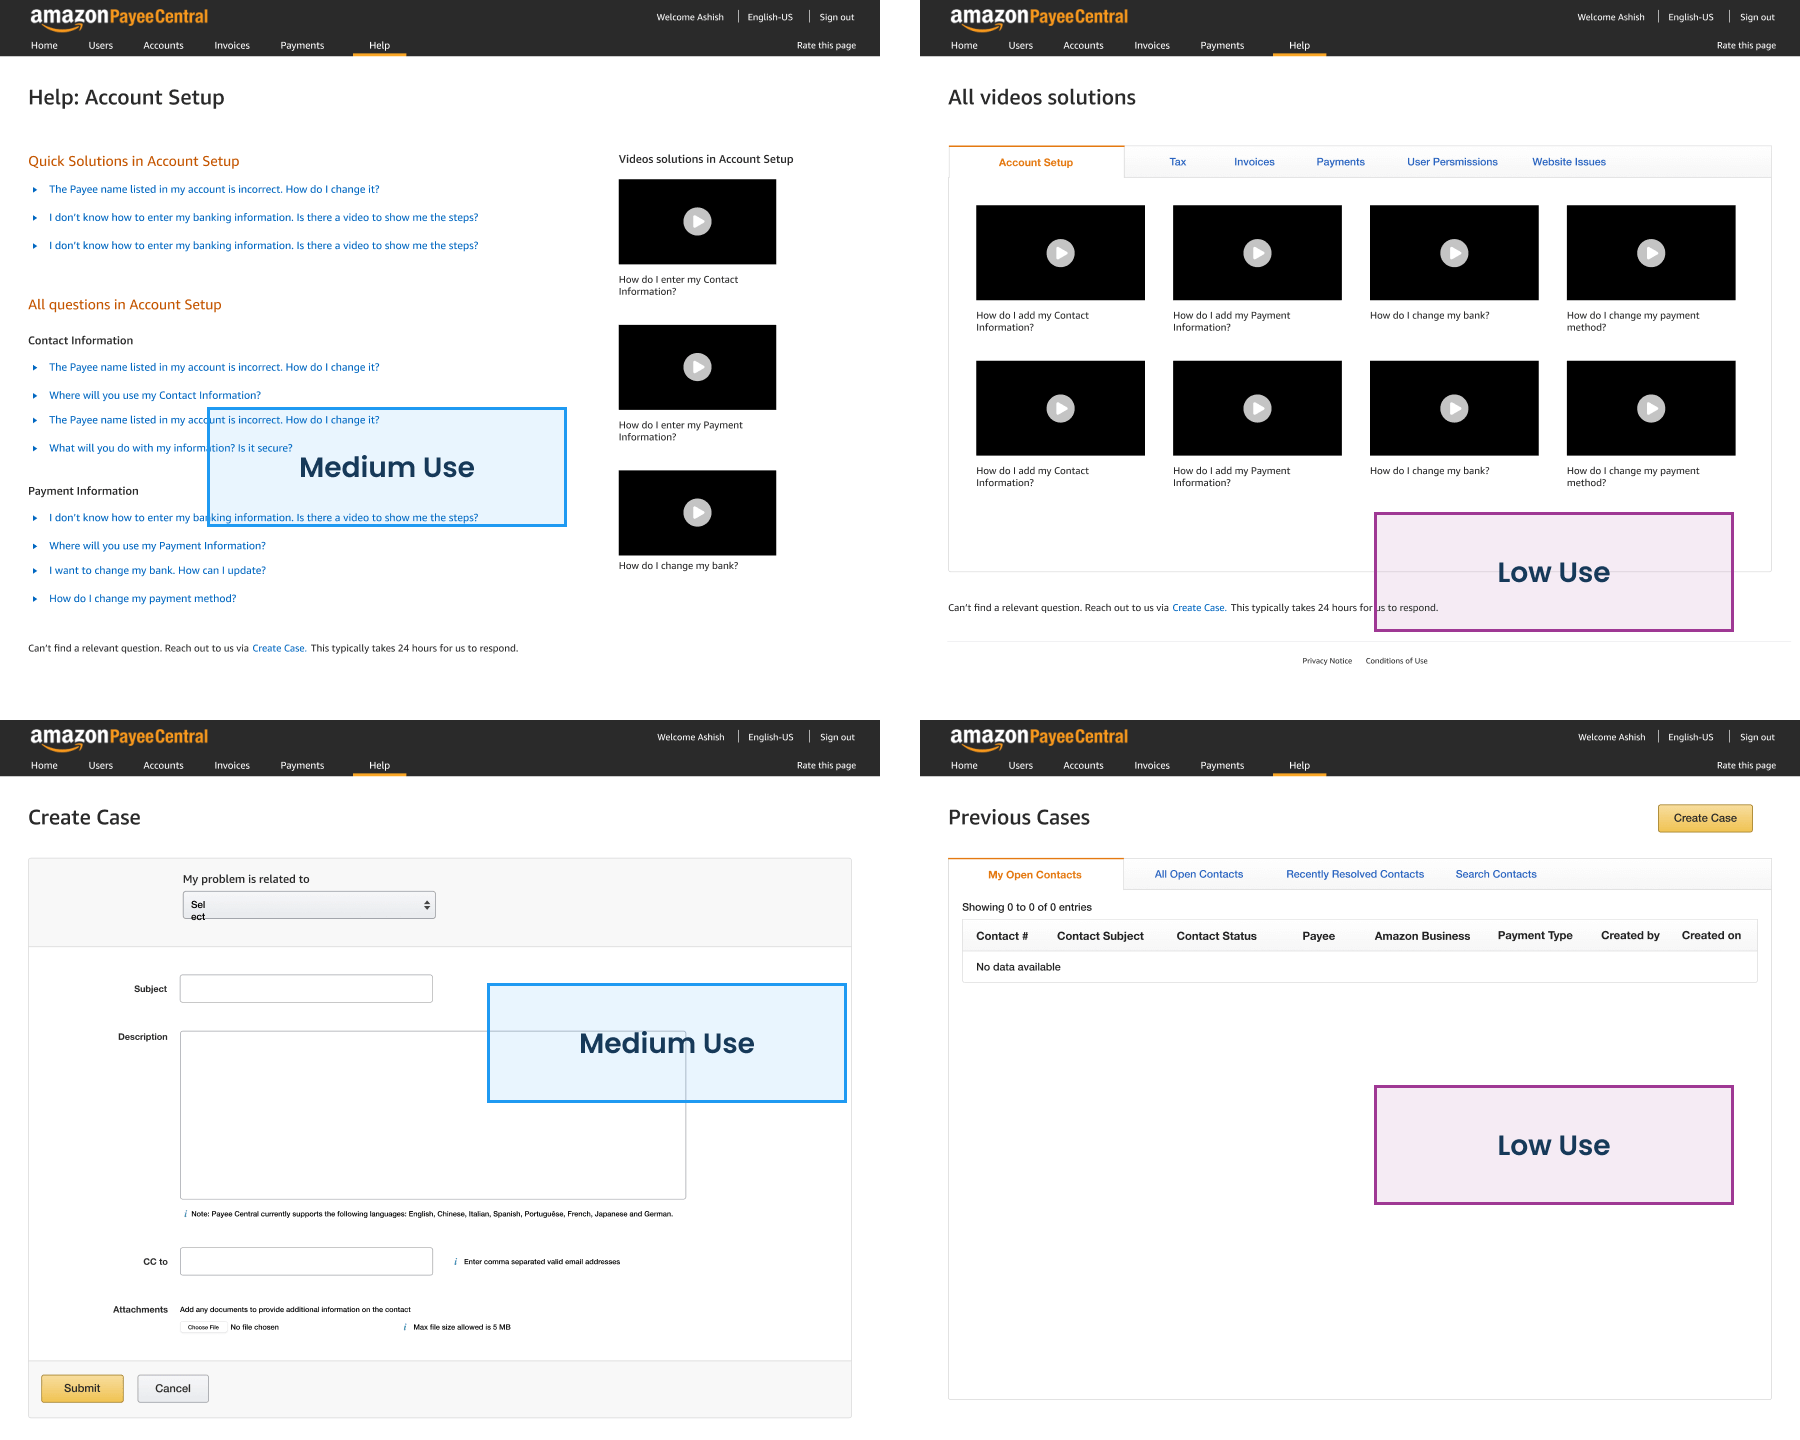 amazonPayeeCentral
Welcome Ashish
English-US
Sign out
Home Users Accounts Invoices Payments Help Rate this page
Help: Account Setup
Quick Solutions in Account Setup
The Payee name listed in my account is incorrect. How do I change it?
I don't know how to enter my banking information. Is there a video to show me the steps?
I don't know how to enter my banking information. Is there a video to show me the steps?
All questions in Account Setup
Contact Information
The Payee name listed in my account is incorrect. How do I change it?
Where will you use my Contact Information?
The Payee name listed in my account is incorrect. How do I change it?
What will you do with my information? Is it secure?
Medium Use
Payment Information
I don't know how to enter my banking information. Is there a video to show me the steps?
Where will you use my Payment Information?
I want to change my bank. How can I update?
How do I change my payment method?
Can't find a relevant question. Reach out to us via Create Case. This typically takes 24 hours for us to respond.
Videos solutions in Account Setup
How do I enter my Contact
Information?
How do I enter my Payment
Information?
How do I change my bank?
amazonPayeeCentral
Welcome Ashish
English-US
Sign out
Home Users Accounts Invoices Payments Help Rate this page
All videos solutions
Account Setup Tax Invoices Payments User Persmissions Website Issues
How do I add my Contact
Information?
How do I add my Payment
Information?
How do I change my bank?
How do I change my payment
method?
How do I add my Contact
Information?
How do I add my Payment
Information?
How do I change my bank?
How do I change my payment
method?
Low Use
Can't find a relevant question. Reach out to us via Create Case. This typically takes 24 hours for us to respond.
Privacy Notice Conditions of Use
amazonPayeeCentral
Welcome Ashish
English-US
Sign out
Home Users Accounts Invoices Payments Help Rate this page
Create Case
My problem is related to
Sel
ect
Subject
Description
Medium Use
i Note: Payee Central currently supports the following languages: English, Chinese, Italian, Spanish, Portugiêse, French, Japanese and German.
CC to
i Enter comma separated valid email addresses
Attachments Add any documents to provide additional information on the contact
Choose File No file chosen
i Max file size allowed is 5 MB
Submit Cancel
amazonPayeeCentral
Welcome Ashish
English-US
Sign out
Home Users Accounts Invoices Payments Help Rate this page
Previous Cases
Create Case
My Open Contacts All Open Contacts Recently Resolved Contacts Search Contacts
Showing 0 to 0 of 0 entries
Contact # Contact Subject Contact Status Payee Amazon Business Payment Type Created by Created on
No data available
Low Use